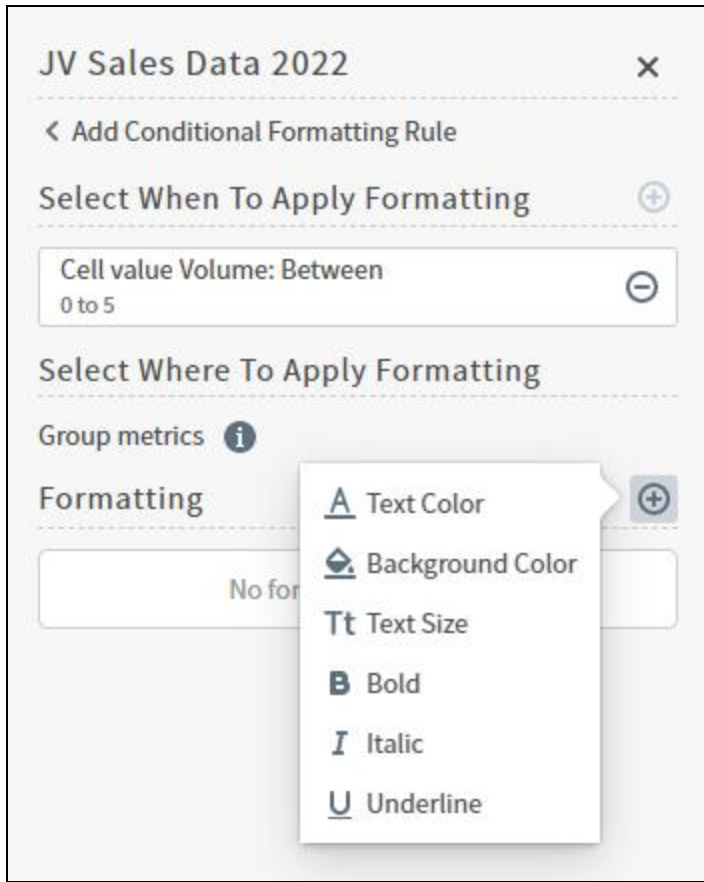 JV Sales Data 2022
Add Conditional Formatting Rule
Select When To Apply Formatting
Cell value Volume: Between
0 to 5
Select Where To Apply Formatting
Group metrics
Formatting
Text Color
Background Color
No for
Text Size
Bold
Italic
Underline